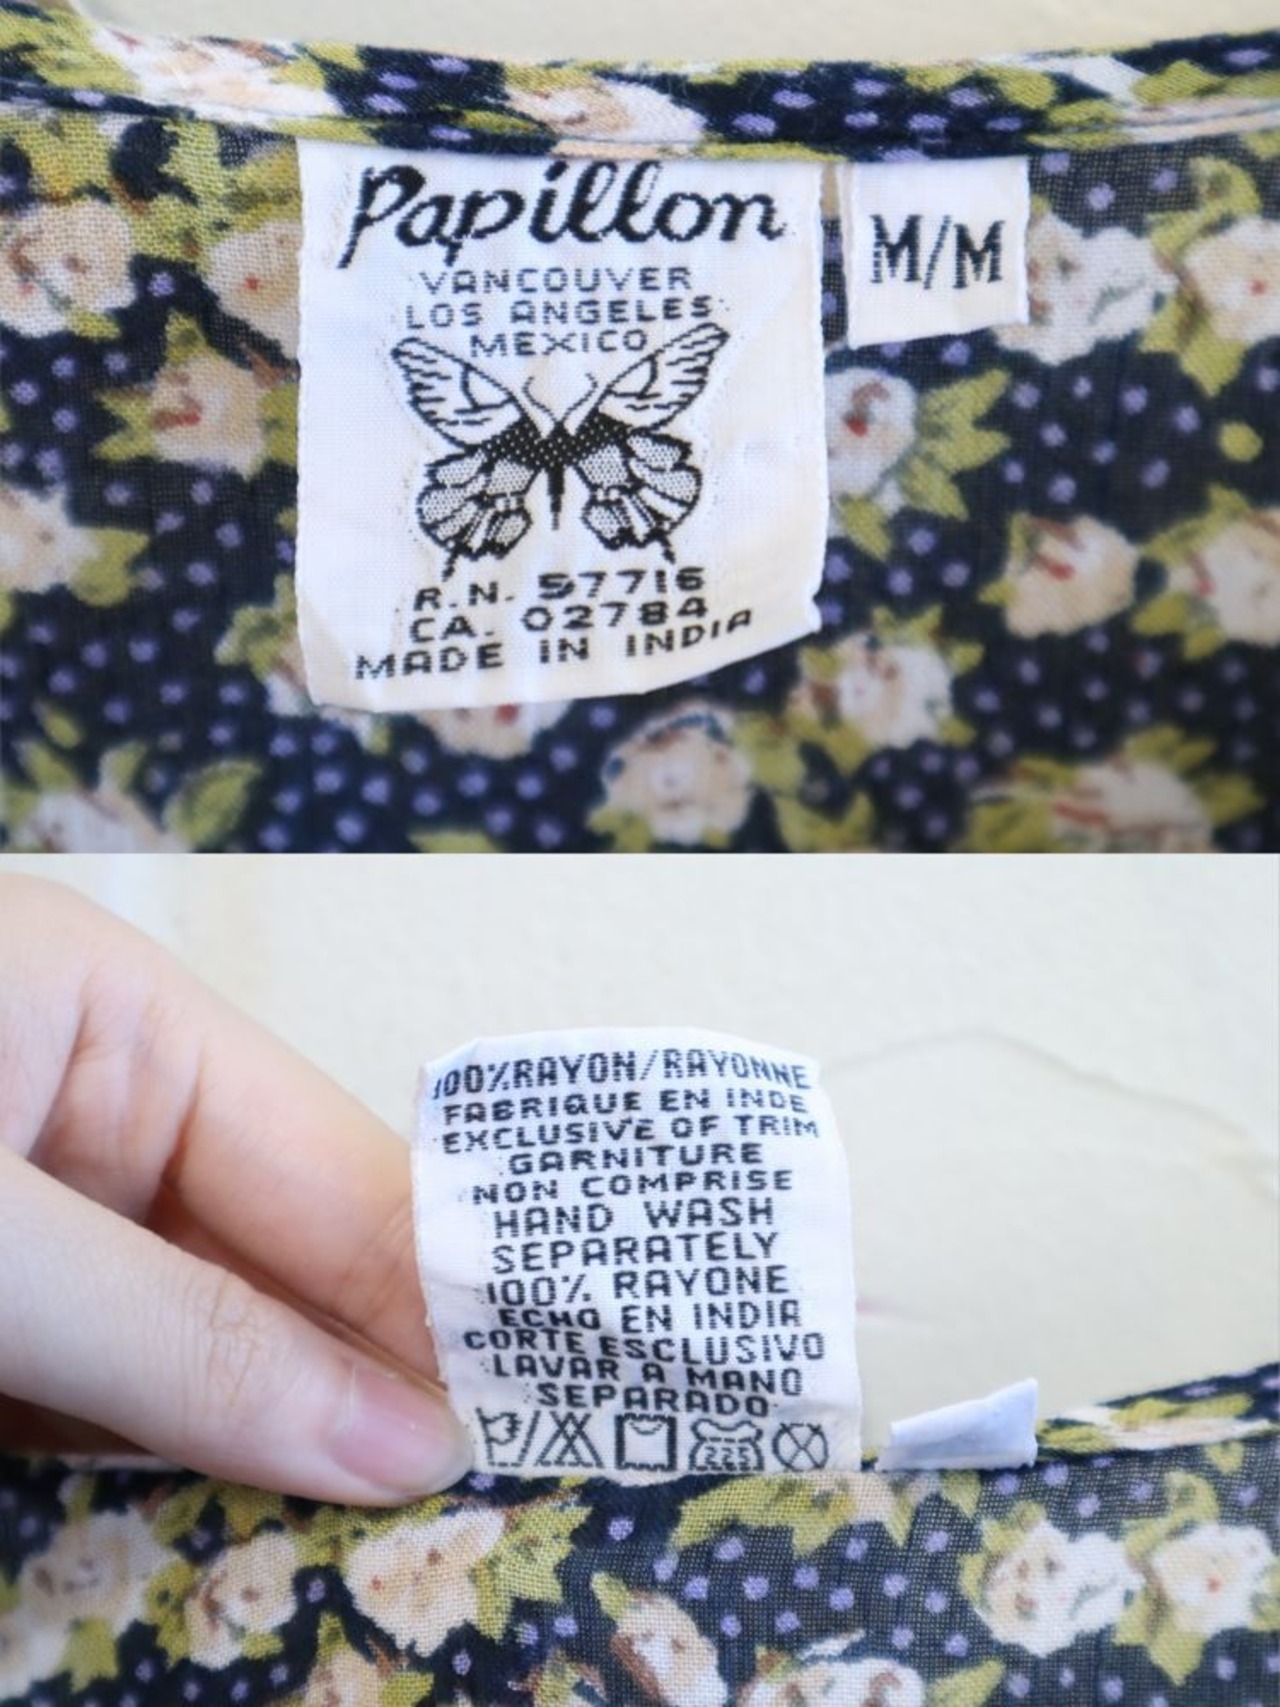 Papillon
VANCOUVER
LOS ANGELES
MEXICO
R.N. 57716
CA. 02784
MADE IN INDIA
M/M
100%RAYON/RAYONNE
FABRIQUE EN INDE
EXCLUSIVE OF TRIM
GARNITURE
NON COMPRISE
HAND WASH
SEPARATELY
100% RAYONE
ECHO EN INDIA
CORTE ESCLUSIVO
LAVAR A MANO
SEPARADO
225